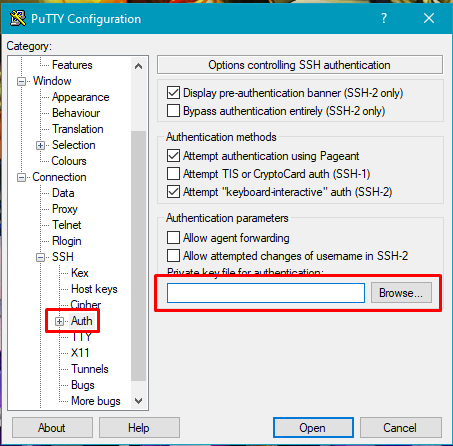 PuTTY Configuration
Category:
Features
Window
Appearance
Behaviour
Translation
Selection
Colours
Connection
Data
Proxy
Telnet
Rlogin
SSH
Kex
Host keys
Cipher
Auth
TTY
X11
Tunnels
Bugs
More bugs
Options controlling SSH authentication
Display pre-authentication banner (SSH-2 only)
Bypass authentication entirely (SSH-2 only)
Authentication methods
Attempt authentication using Pageant
Attempt TIS or CryptoCard auth (SSH-1)
Attempt "keyboard-interactive" auth (SSH-2)
Authentication parameters
Allow agent forwarding
Allow attempted changes of username in SSH-2
Private key file for authentication:
Browse...
About
Help
Open
Cancel